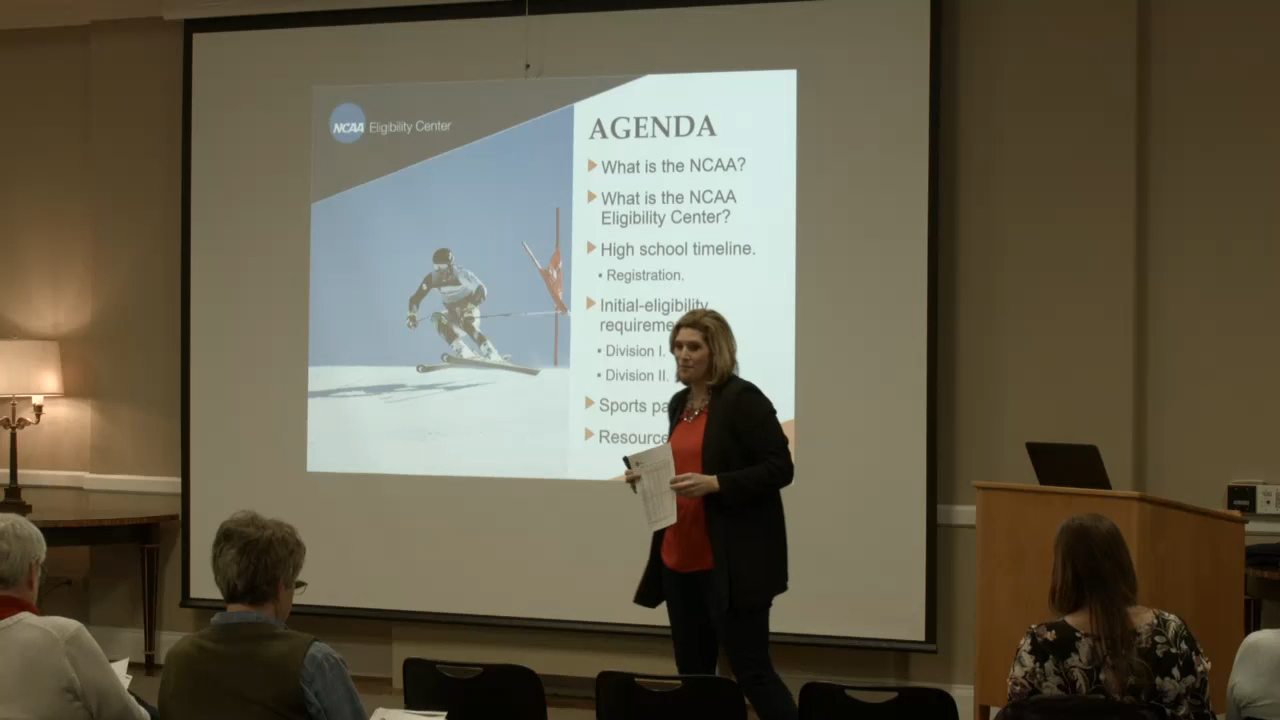 NCAA Eligibility Center
AGENDA
What is the NCAA?
What is the NCAA
Eligibility Center?
High school timeline.
Registration.
Initial-eligibility
Division I.
Division II.
Sports